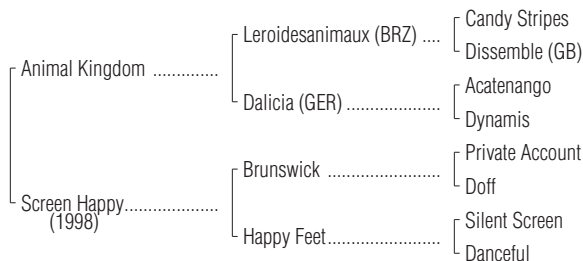 Candy Stripes
Leroidesanimaux (BRZ) ....
Dissemble (GB)
Animal Kingdom ..............
Acatenango
Dalicia (GER) ....................
Dynamis
Private Account
Brunswick ........................
Doff
Screen Happy....................
(1998)
Silent Screen
Happy Feet........................
Danceful